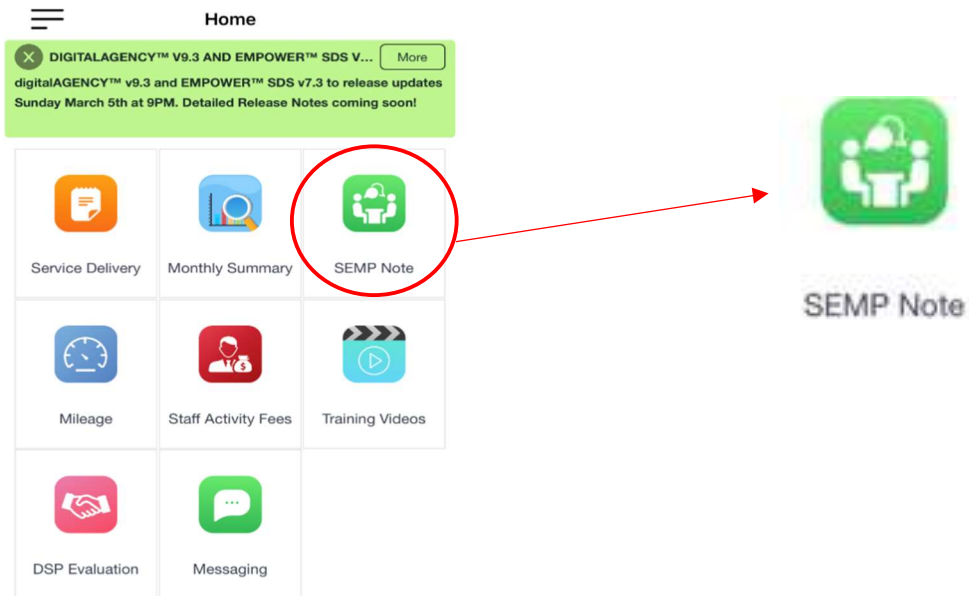 Home
DIGITALAGENCY™ V9.3 AND EMPOWER™ SDS V... More
digitalAGENCY™ v9.3 and EMPOWER™ SDS v7.3 to release updates
Sunday March 5th at 9PM. Detailed Release Notes coming soon!
Service Delivery Monthly Summary SEMP Note
SEMP Note
Mileage Staff Activity Fees Training Videos
DSP Evaluation Messaging